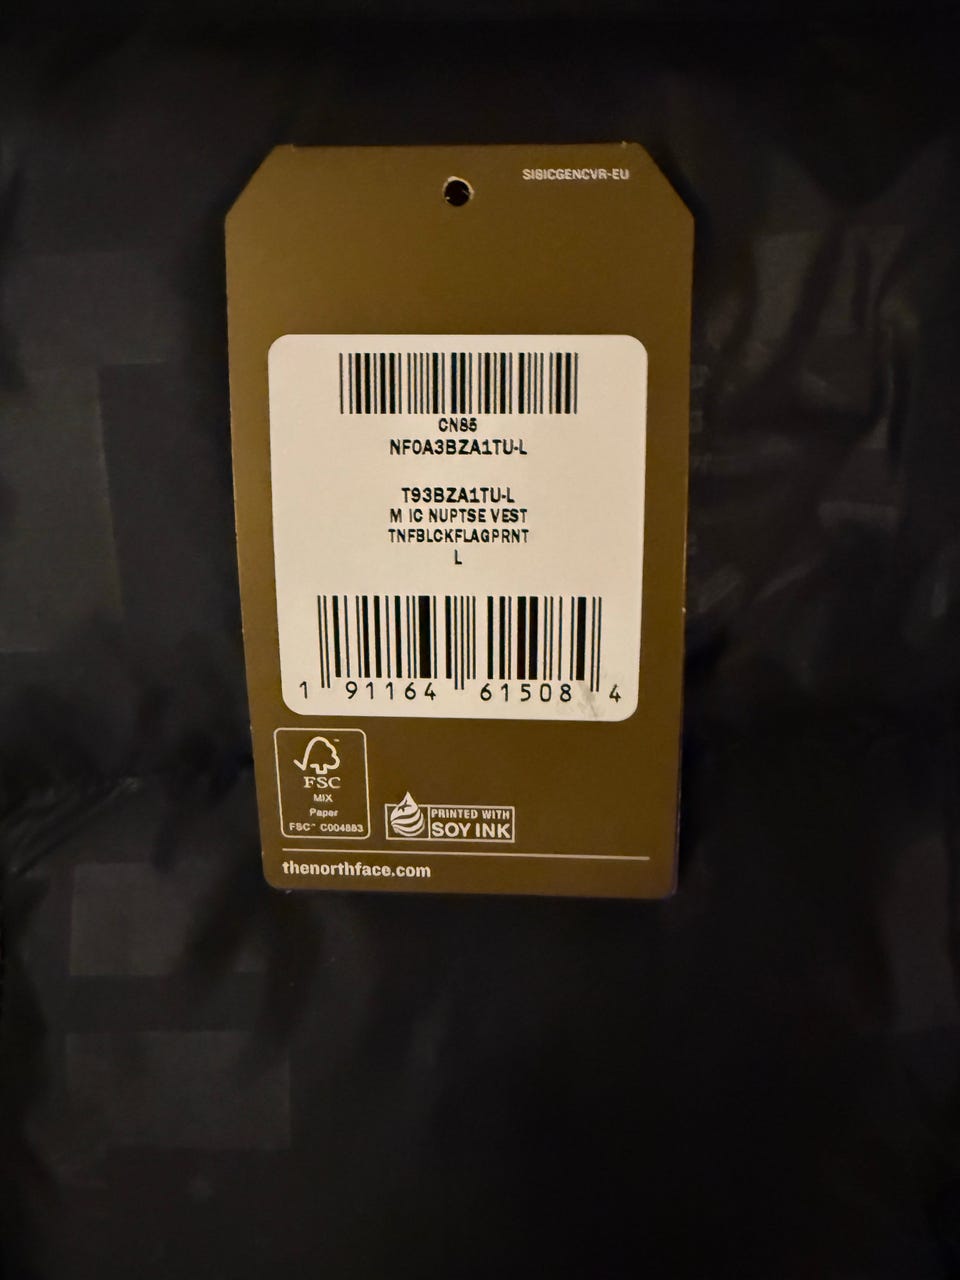 SISICGENCVR-EU
CN85
NF0A3BZA1TU-L
T93BZA1TU-L
M IC NUPTSE VEST
TNFBLCKFLAGPRNT
L
1 91164 61508 4
FSC
MIX
Paper
FSC™ C004883
PRINTED WITH
SOY INK
thenorthface.com